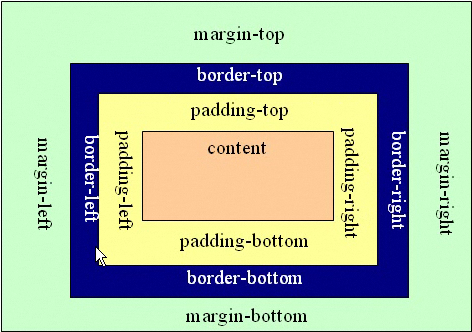 margin-top
border-top
padding-top
content
margin-left
border-left
padding-left
padding-right
border-right
margin-right
padding-bottom
border-bottom
margin-bottom